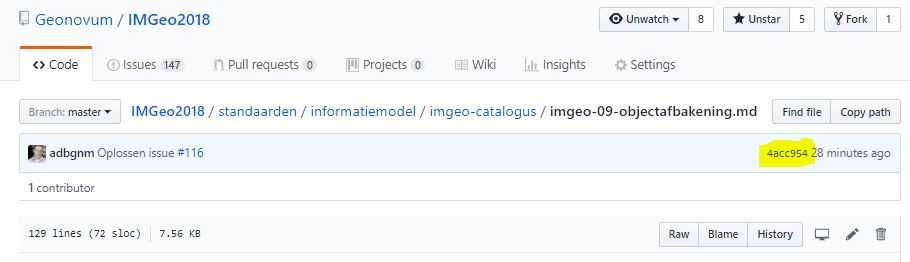 Geonovum / IMGeo2018 Unwatch 8 Unstar 5 Fork 1
<> Code Issues 147 Pull requests 0 Projects 0 Wiki Insights Settings
Branch: master IMGeo2018 / standaarden / informatiemodel / imgeo-catalogus / imgeo-09-objectafbakening.md Find file Copy path
adbgnm Oplossen issue #116 4acc954 28 minutes ago
1 contributor
129 lines (72 sloc) 7.56 KB Raw Blame History